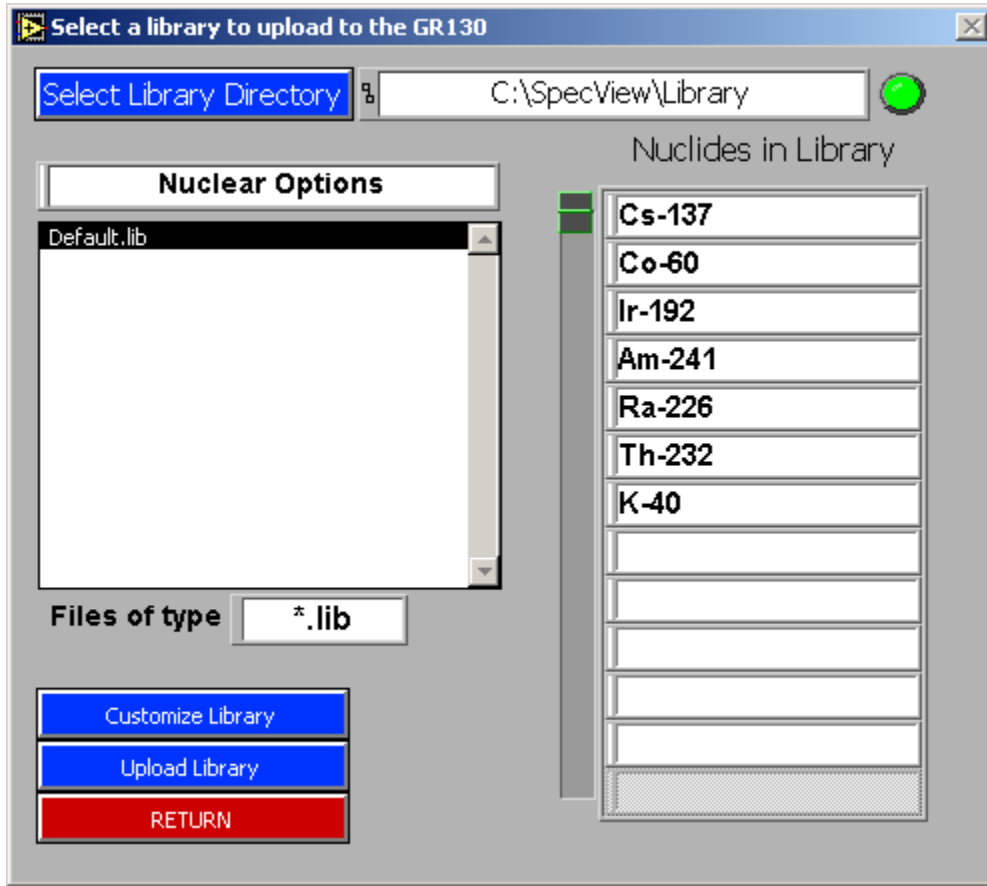 Select a library to upload to the GR130
Select Library Directory
C:\SpecView\Library
Nuclides in Library
Nuclear Options
Default.lib
Cs-137
Co-60
Ir-192
Am-241
Ra-226
Th-232
K-40
Files of type
*.lib
Customize Library
Upload Library
RETURN